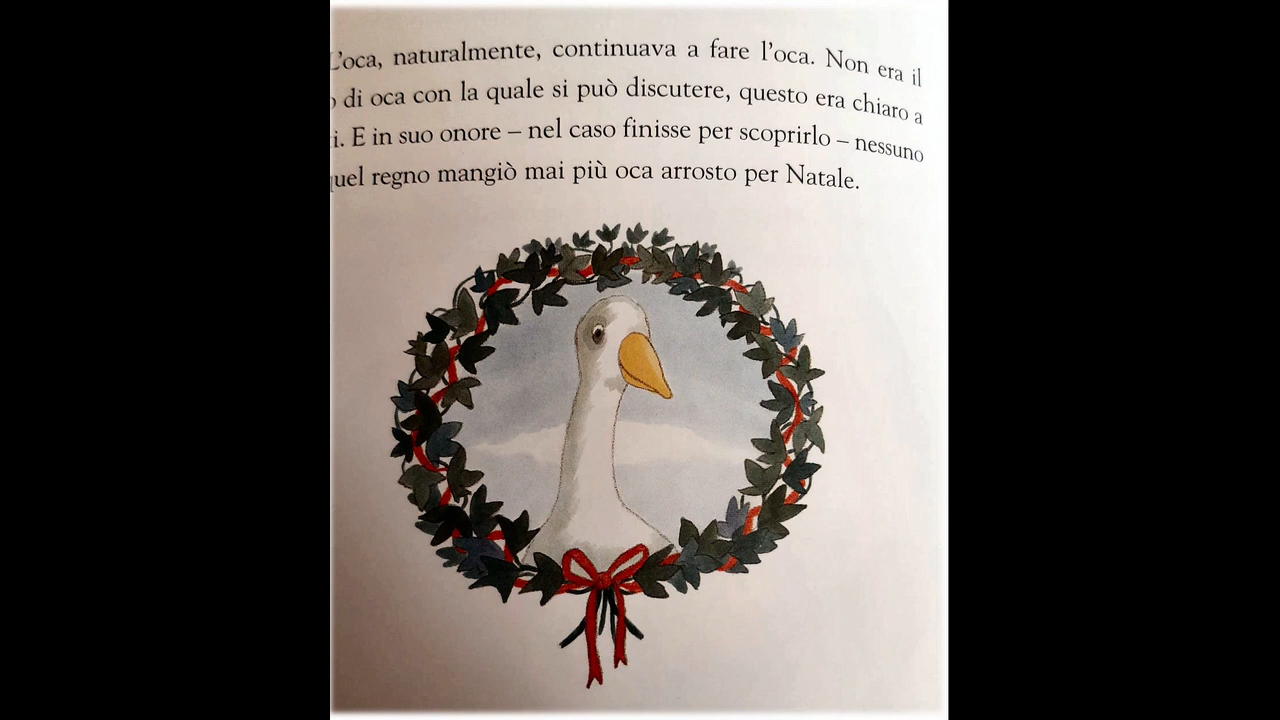 L'oca, naturalmente, continuava a fare l'oca. Non era il
di oca con la quale si può discutere, questo era chiaro a
i. E in suo onore – nel caso finisse per scoprirlo – nessuno
uel regno mangiò mai più oca arrosto per Natale.